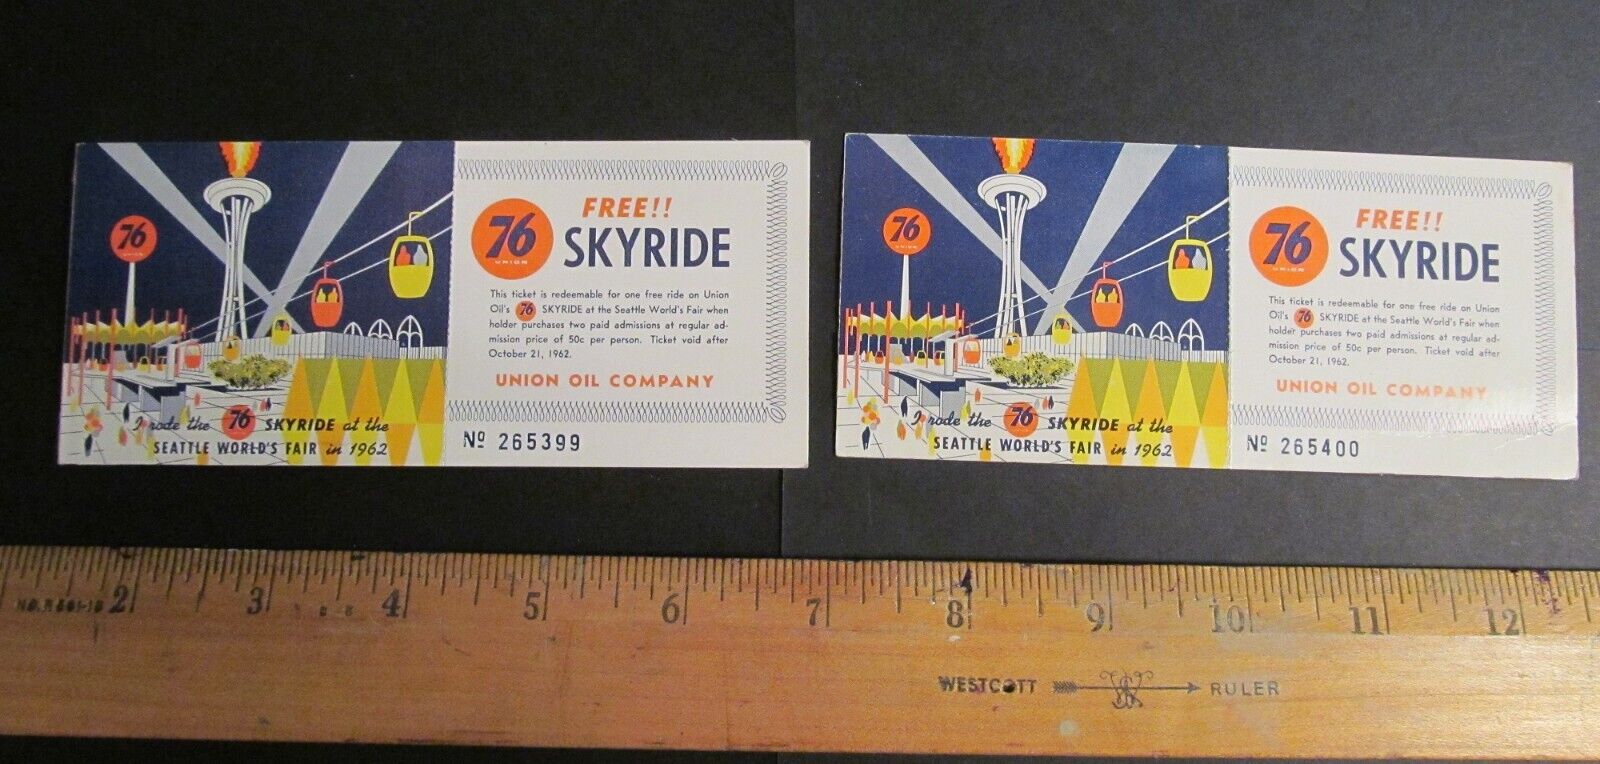 76
UNION
I rode the 76 SKYRIDE at the
SEATTLE WORLD'S FAIR in 1962
76
UNION
FREE!!
SKYRIDE
This ticket is redeemable for one free ride on Union
Oil's 76 SKYRIDE at the Seattle World's Fair when
holder purchases two paid admissions at regular ad-
mission price of 50c per person. Ticket void after
October 21, 1962.
UNION OIL COMPANY
Nº 265399
76
UNION
I rode the 76 SKYRIDE at the
SEATTLE WORLD'S FAIR in 1962
76
UNION
FREE!!
SKYRIDE
This ticket is redeemable for one free ride on Union
Oil's 76 SKYRIDE at the Seattle World's Fair when
holder purchases two paid admissions at regular ad-
mission price of 50c per person. Ticket void after
October 21, 1962.
UNION OIL COMPANY
Nº 265400
2 3 4 5 6 7 8 9 10 11 12
WESTCOTT RULER